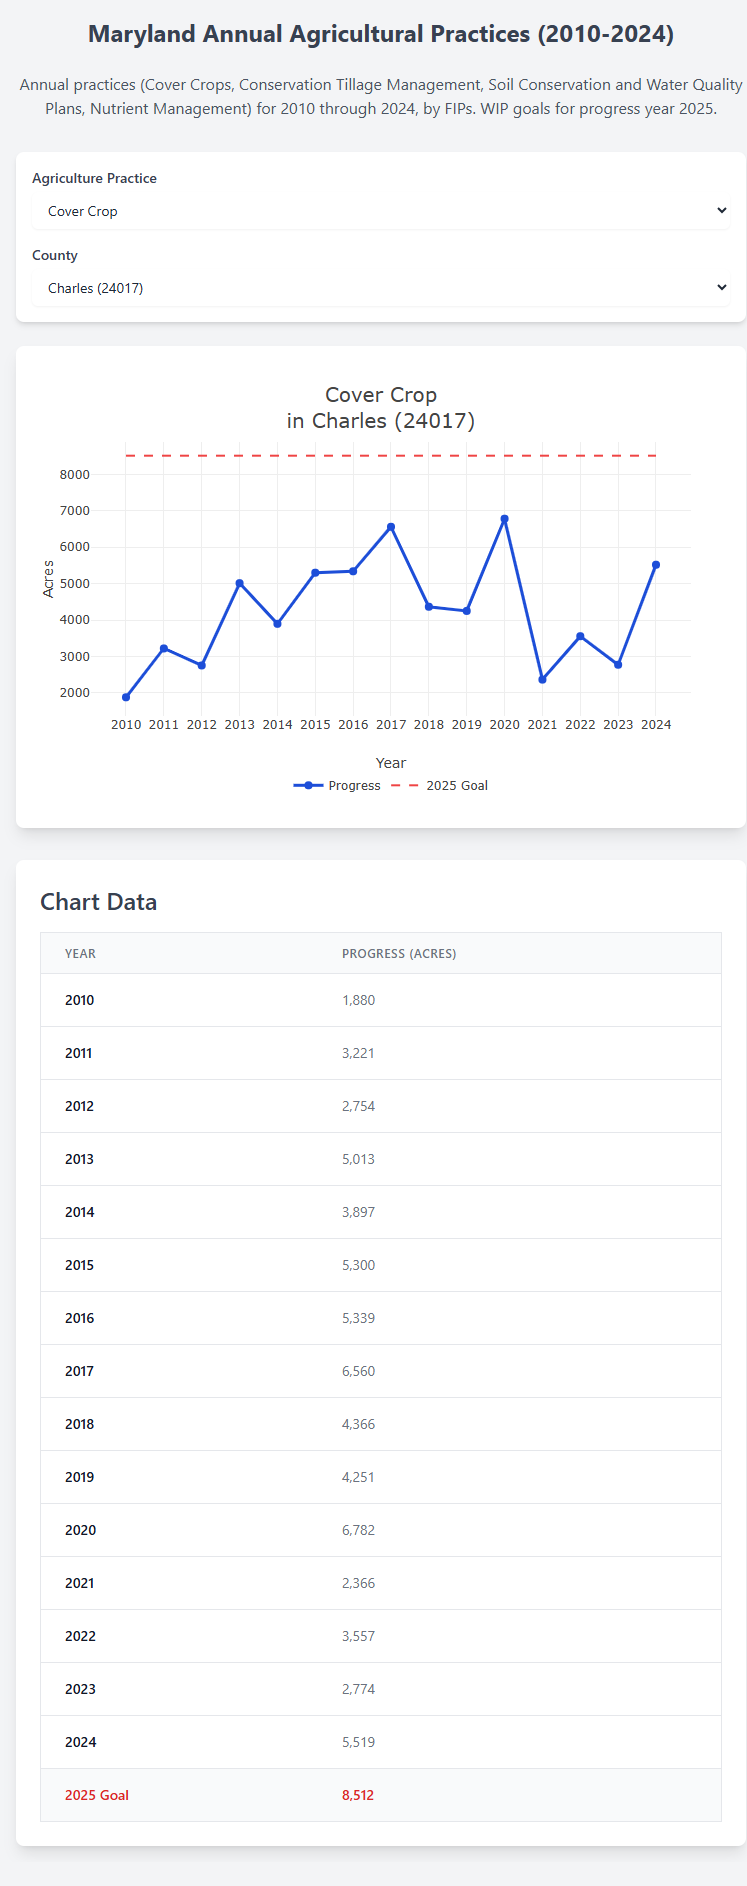 Maryland Annual Agricultural Practices (2010-2024)
Annual practices (Cover Crops, Conservation Tillage Management, Soil Conservation and Water Quality
Plans, Nutrient Management) for 2010 through 2024, by FIPs. WIP goals for progress year 2025.
Agriculture Practice
Cover Crop
County
Charles (24017)
Cover Crop
in Charles (24017)
8000
7000
6000
5000
4000
3000
2000
Acres
2010 2011 2012 2013 2014 2015 2016 2017 2018 2019 2020 2021 2022 2023 2024
Year
Progress 2025 Goal
Chart Data
YEAR PROGRESS (ACRES)
2010 1,880
2011 3,221
2012 2,754
2013 5,013
2014 3,897
2015 5,300
2016 5,339
2017 6,560
2018 4,366
2019 4,251
2020 6,782
2021 2,366
2022 3,557
2023 2,774
2024 5,519
2025 Goal 8,512